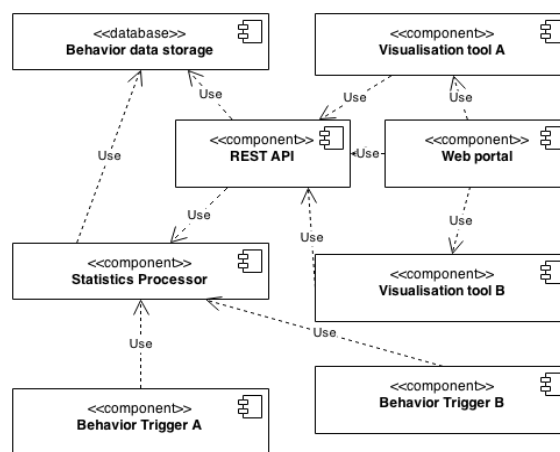 <<database>>
Behavior data storage
<<component>>
Visualisation tool A
Use
Use
Use
<<component>>
REST API
Use
<<component>>
Web portal
Use
Use
Use
Use
<<component>>
Statistics Processor
<<component>>
Visualisation tool B
Use
Use
<<component>>
Behavior Trigger A
<<component>>
Behavior Trigger B